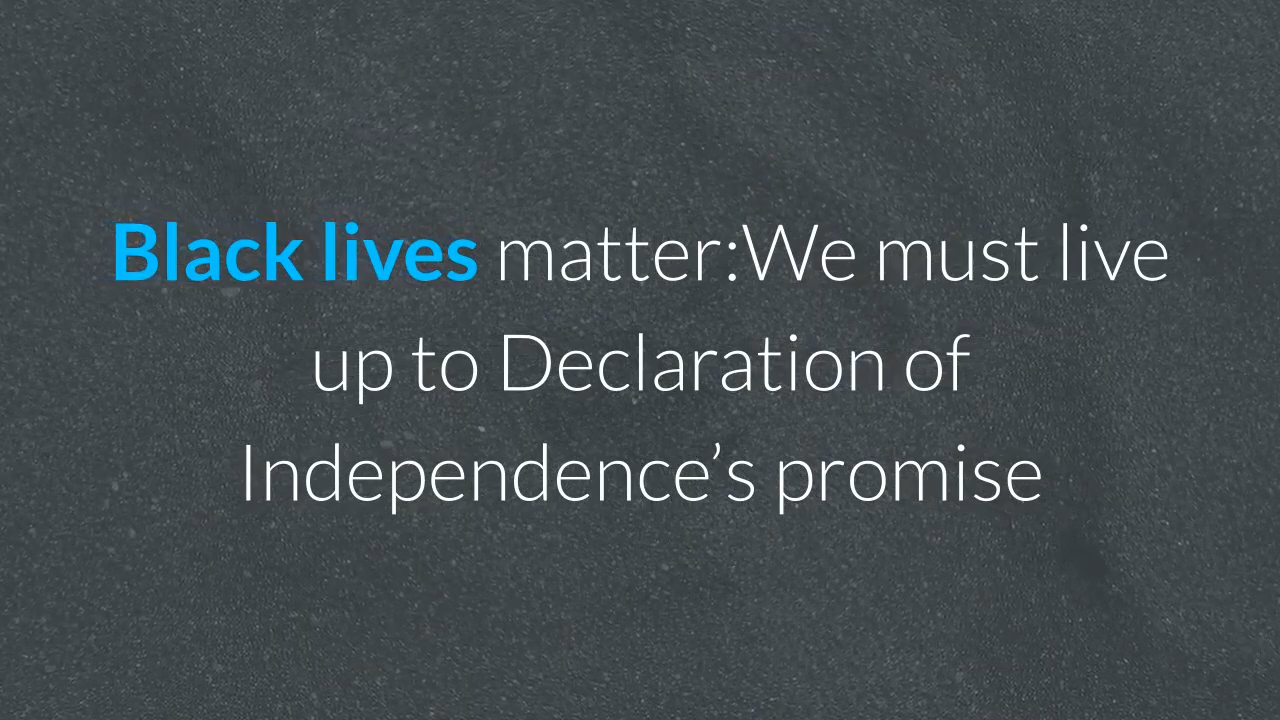 Black lives matter:We must live
up to Declaration of
Independence’s promise